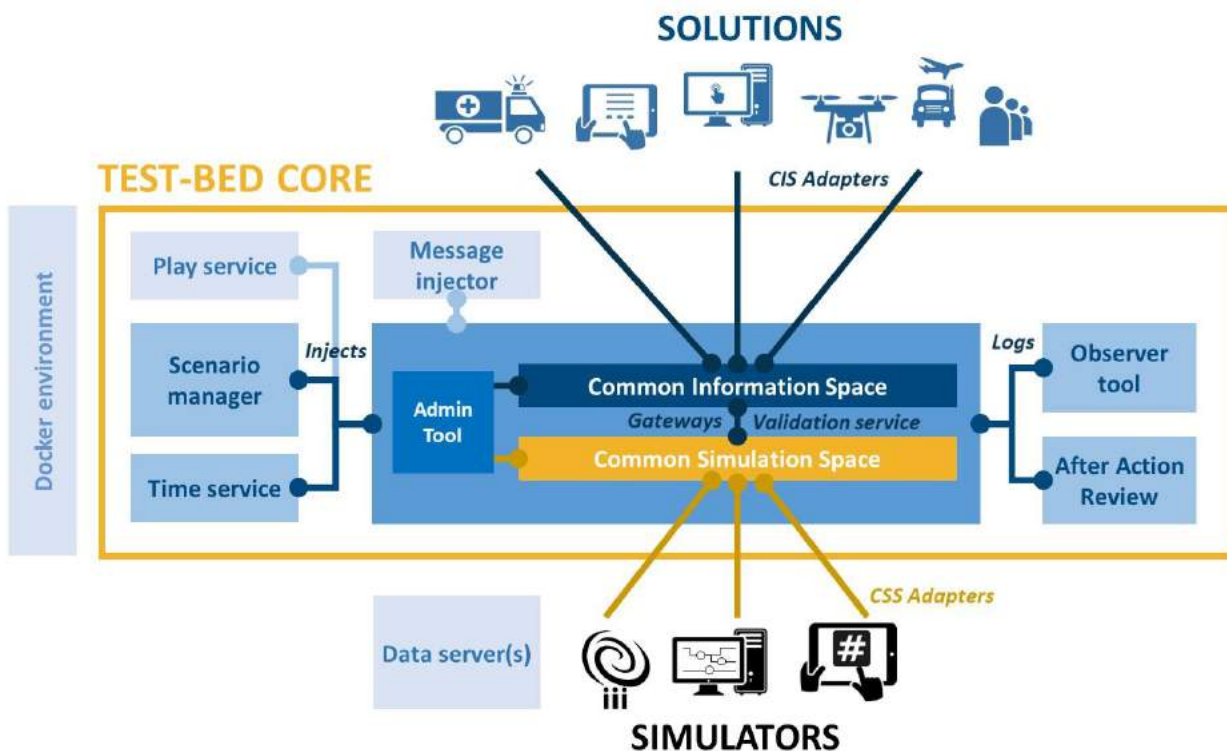 SOLUTIONS
CIS Adapters
TEST-BED CORE
Docker environment
Play service
Message
injector
Scenario
manager
Injects
Time service
Admin
Tool
Common Information Space
Gateways
Validation service
Common Simulation Space
Logs
Observer
tool
After Action
Review
CSS Adapters
Data server(s)
#
iii
SIMULATORS